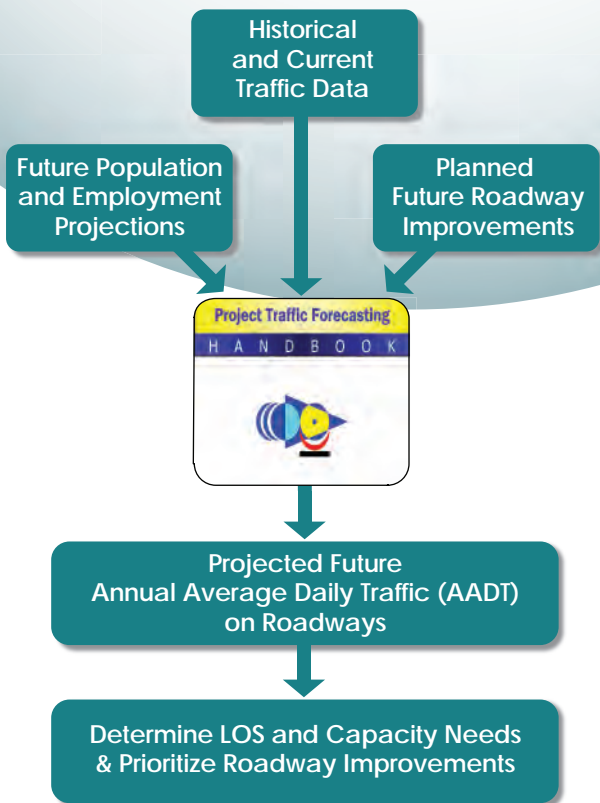 Historical
and Current
Traffic Data
Future Population
and Employment
Projections
Planned
Future Roadway
Improvements
Project Traffic Forecasting
HANDBOOK
Projected Future
Annual Average Daily Traffic (AADT)
on Roadways
Determine LOS and Capacity Needs
& Prioritize Roadway Improvements